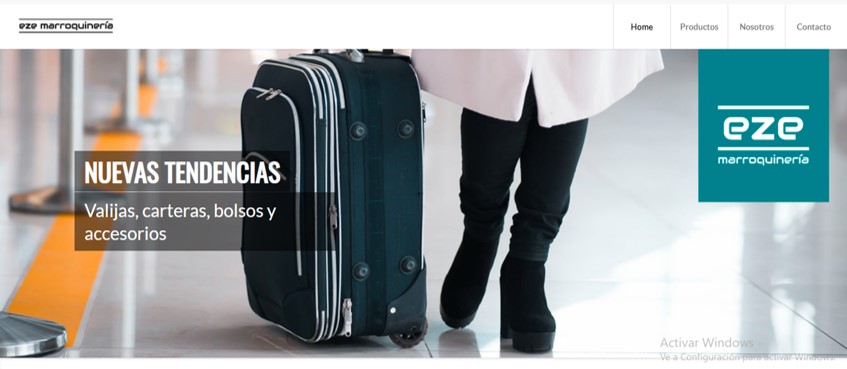 eze marroquinería
Home Productos Nosotros Contacto
eze
marroquinería
NUEVAS TENDENCIAS
Valijas, carteras, bolsos y
accesorios
Activar Windows
Ve a Configuración para activar Windows.